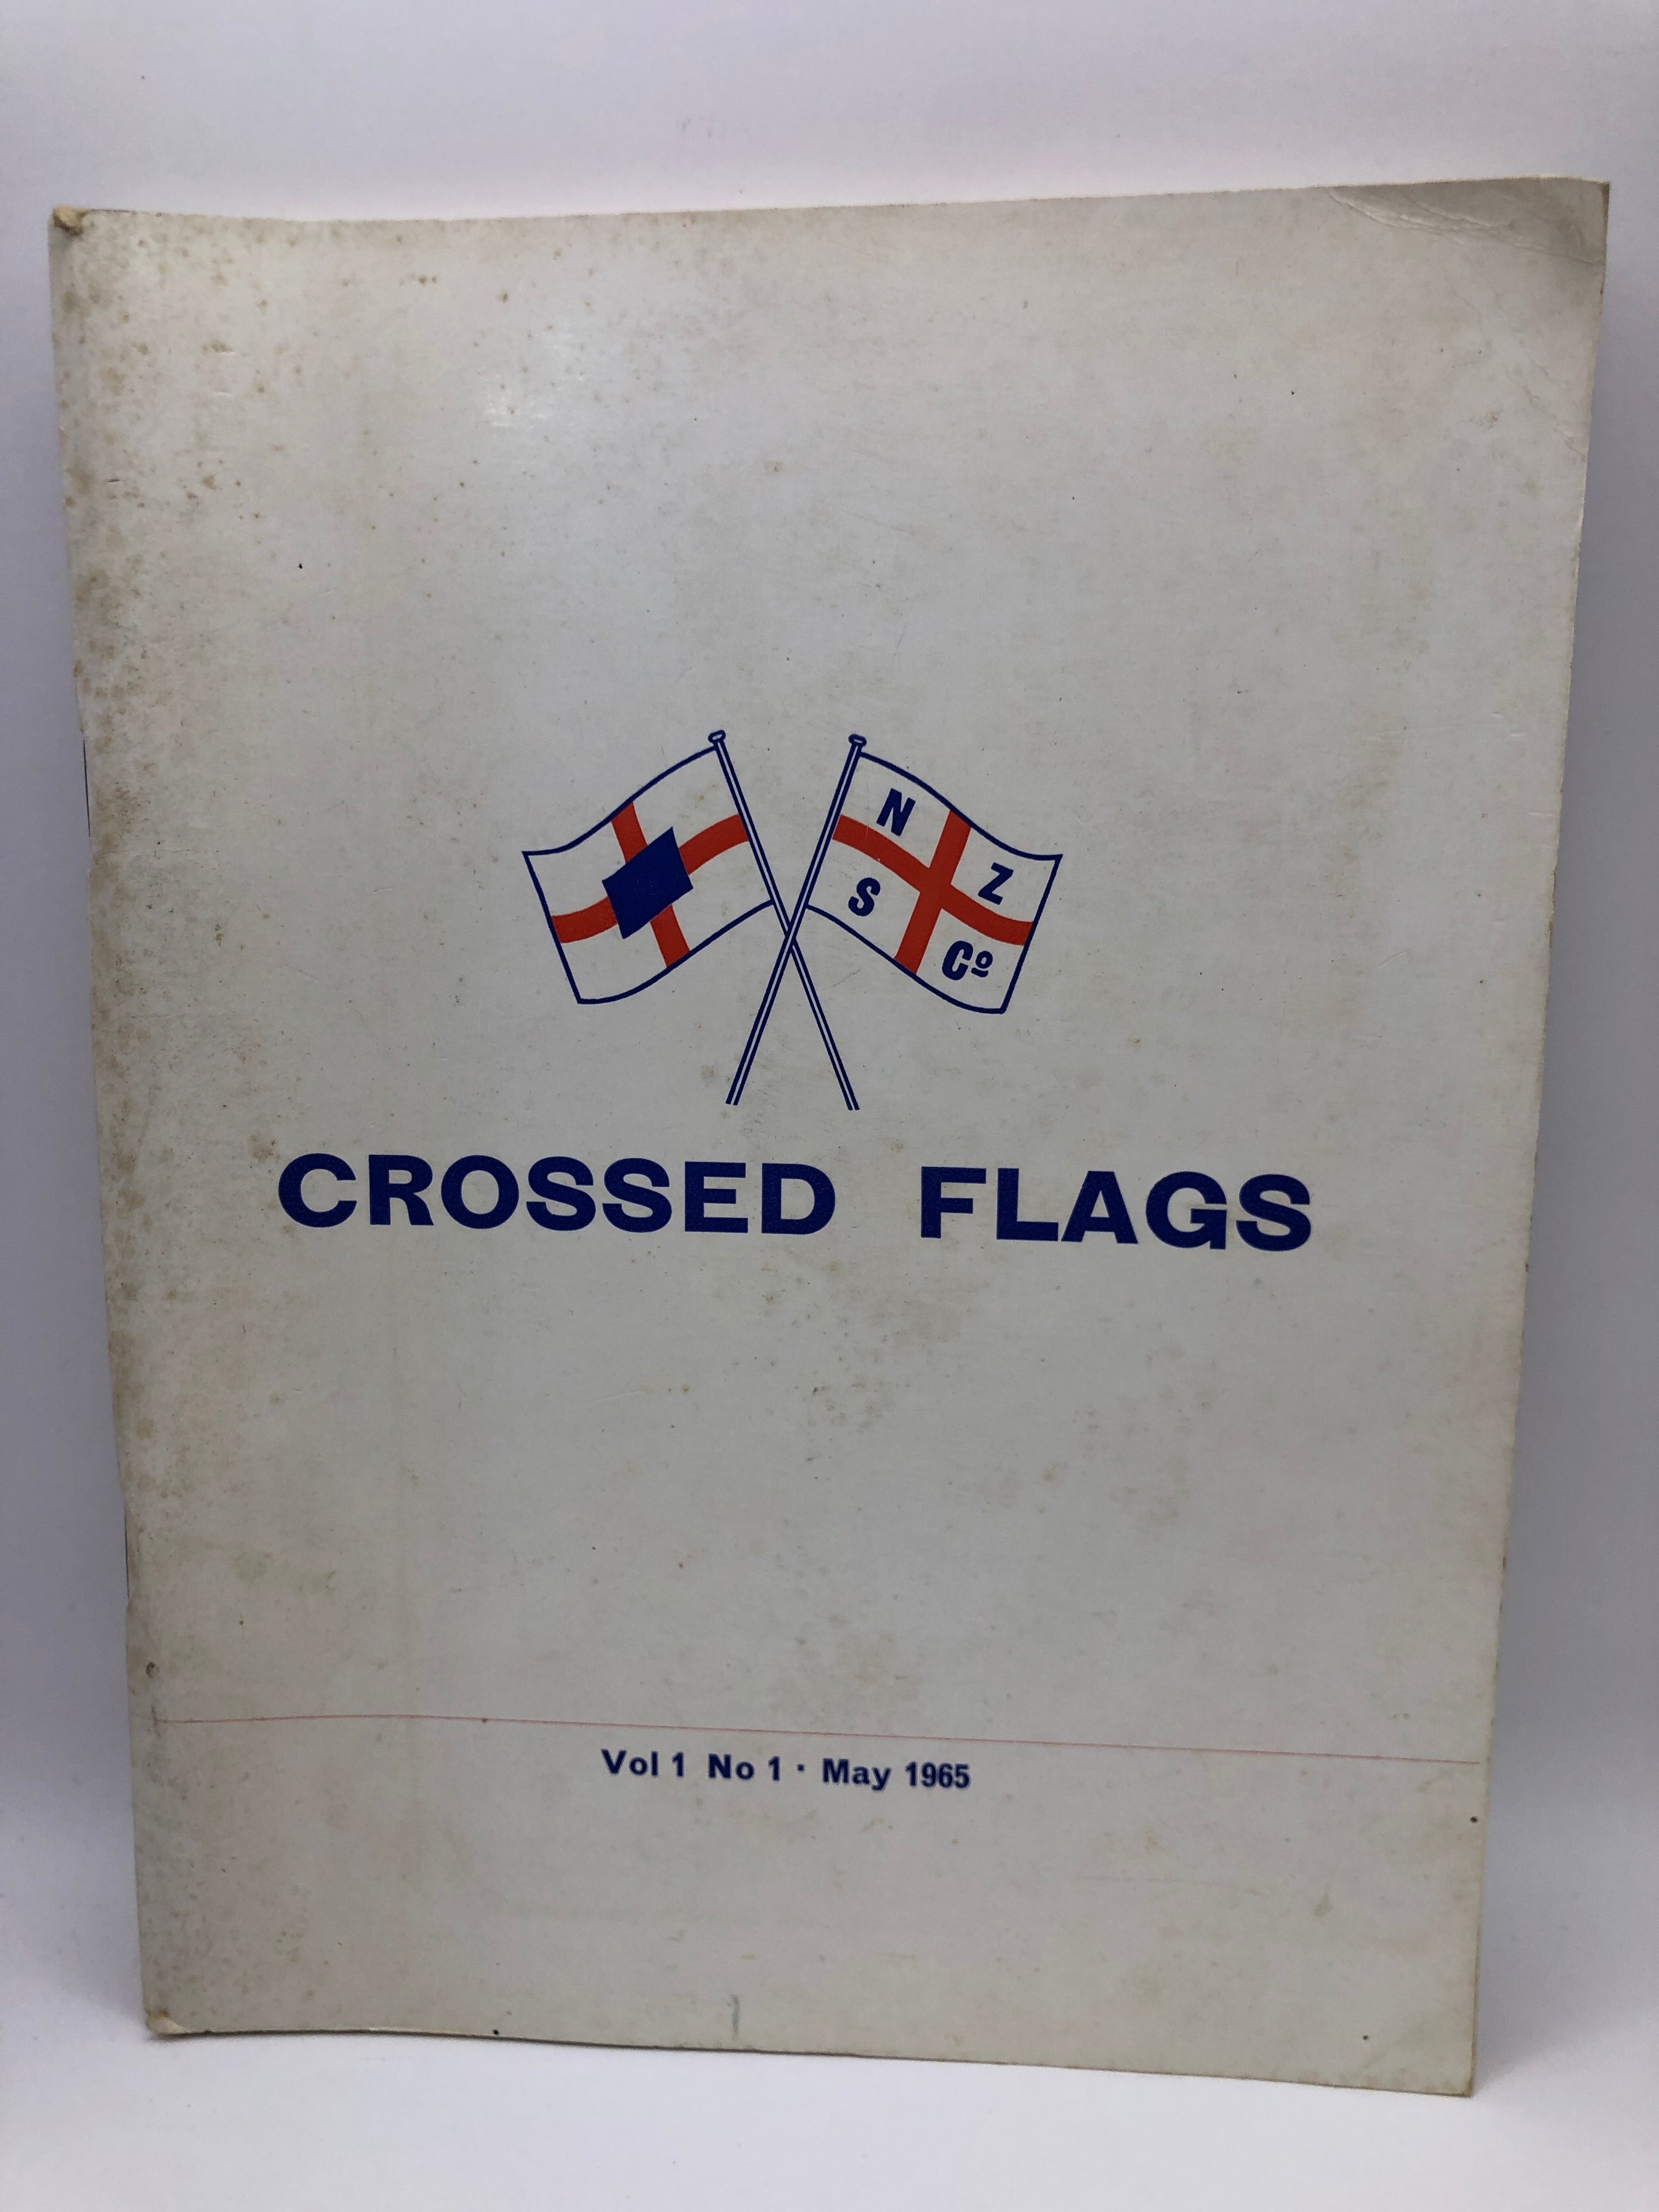 N Z
S Cº
CROSSED FLAGS
Vol 1 No 1 · May 1965